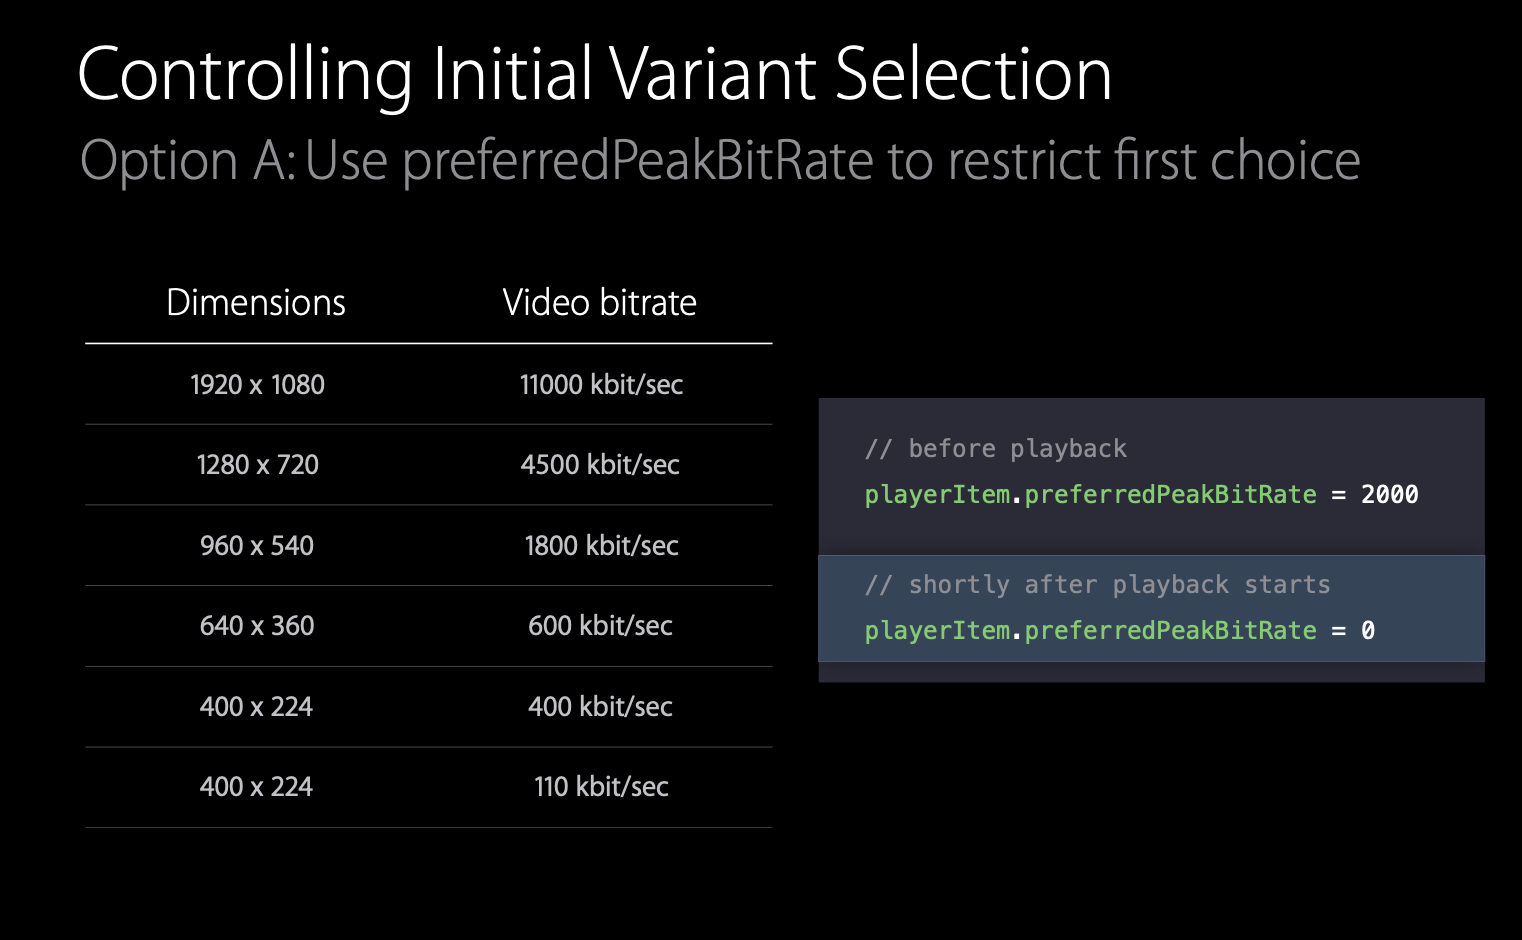 Controlling Initial Variant Selection
Option A: Use preferredPeakBitRate to restrict first choice
Dimensions Video bitrate
1920 x 1080 11000 kbit/sec
1280 x 720 4500 kbit/sec
960 x 540 1800 kbit/sec
640 x 360 600 kbit/sec
400 x 224 400 kbit/sec
400 x 224 110 kbit/sec
// before playback
playerItem.preferredPeakBitRate = 2000
// shortly after playback starts
playerItem.preferredPeakBitRate = 0